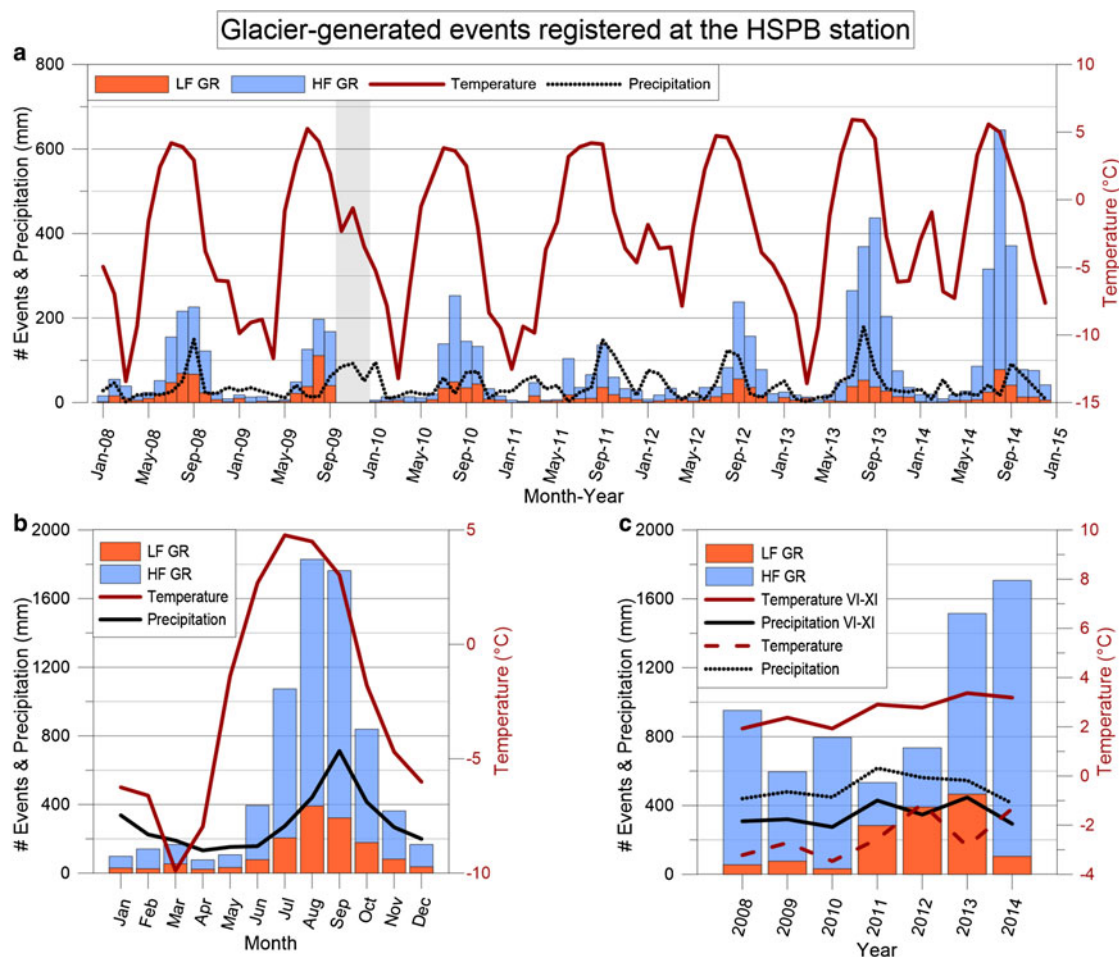 Glacier-generated events registered at the HSPB station
a
800
600
400
200
0
# Events & Precipitation (mm)
LF GR
HF GR
Temperature
Precipitation
10
5
0
-5
-10
-15
Temperature (°C)
Jan-08
May-08
Sep-08
Jan-09
May-09
Sep-09
Jan-10
May-10
Sep-10
Jan-11
May-11
Sep-11
Jan-12
May-12
Sep-12
Jan-13
May-13
Sep-13
Jan-14
May-14
Sep-14
Jan-15
Month-Year
b
2000
1600
1200
800
400
0
# Events & Precipitation (mm)
LF GR
HF GR
Temperature
Precipitation
5
0
-5
-10
Temperature (°C)
Jan
Feb
Mar
Apr
May
Jun
Jul
Aug
Sep
Oct
Nov
Dec
Month
c
2000
1600
1200
800
400
0
# Events & Precipitation (mm)
LF GR
HF GR
Temperature VI-XI
Precipitation VI-XI
Temperature
Precipitation
10
8
6
4
2
0
-2
-4
Temperature (°C)
2008
2009
2010
2011
2012
2013
2014
Year